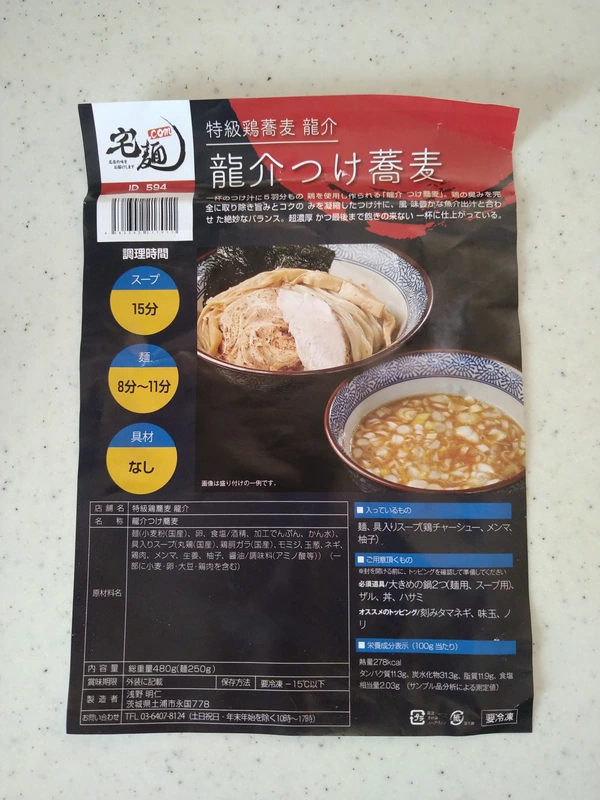 宅麺
.com
名店の味を
お届けします
ID 594
特級鶏蕎麦 龍介
龍介つけ蕎麦
一杯のつけ汁に6羽分もの 鶏を使用し作られる「龍介 つけ蕎麦」。鶏の臭みを完
全に取り除き旨みとコクの みを凝縮したつけ汁に、風 味豊かな魚介出汁と合わ
せ た絶妙なバランス。超濃厚 かつ最後まで飽きの来ない 一杯に仕上がっている。
調理時間
スープ
15分
麺
8分~11分
具材
なし
画像は盛り付けの一例です。
店舗名 特級鶏蕎麦 龍介
名称 龍介つけ蕎麦
原材料名
麺(小麦粉(国産)、卵、食塩/酒精、加工でんぷん、かん水)、
具入りスープ(丸鶏(国産)、鶏胴ガラ(国産)、モミジ、玉葱、ネギ、
鶏肉、メンマ、生姜、柚子、醤油/調味料(アミノ酸等)) (一
部に小麦・卵・大豆・鶏肉を含む)
内容量 総重量480g(麺250g)
賞味期限 外装に記載 保存方法 要冷凍 -15℃以下
製造者 浅野 明仁
茨城県土浦市永国778
お問い合わせ TEL 03-6407-8124 (土日祝日・年末年始を除く10時~17時)
■入っているもの
麺、具入りスープ(鶏チャーシュー、メンマ、
柚子)
■ご用意頂くもの
※封を開ける前に、トッピングを確認して準備してください
必須道具/大きめの鍋2つ(麺用、スープ用)、
ザル、丼、ハサミ
オススメのトッピング/刻みタマネギ、味玉、ノ
リ
■栄養成分表示(100g当たり)
熱量278kcal
タンパク質11.3g、炭水化物31.3g、脂質11.9g、食塩
相当量2.03g (サンプル品分析による推定値)
プラ
紙
要冷凍